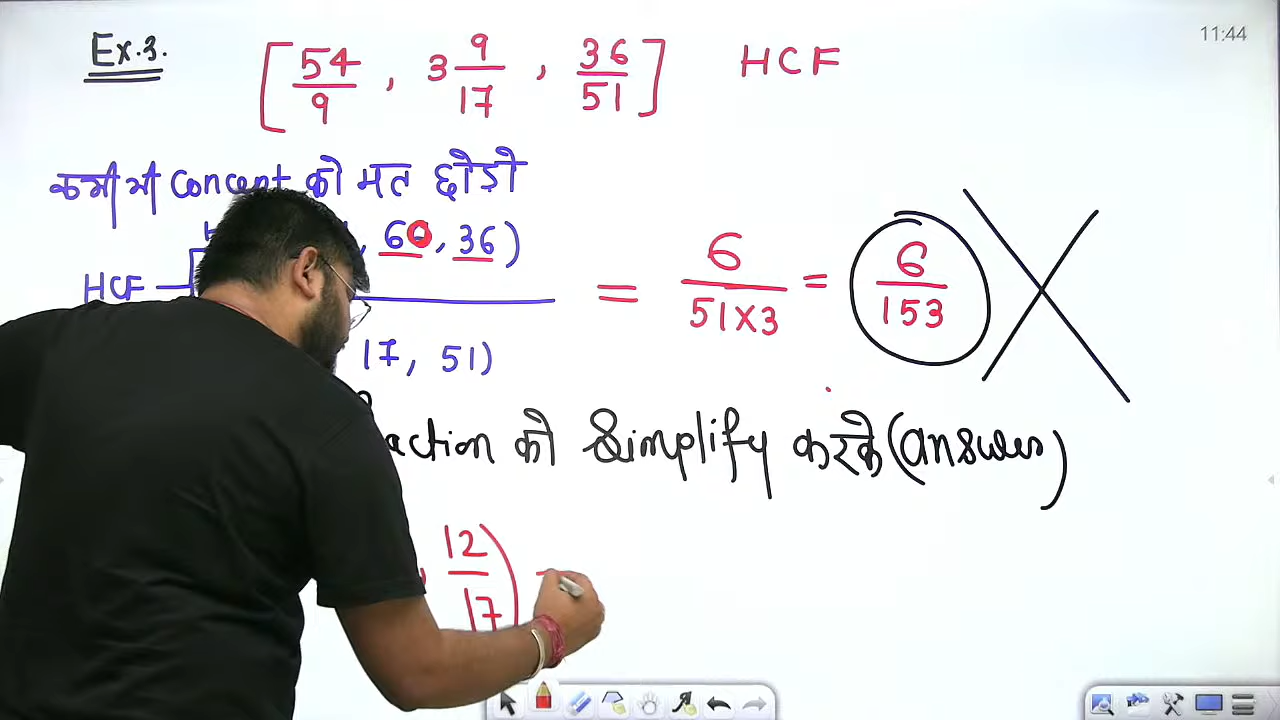 Ex.3. [54/9, 3 9/17, 36/51] HCF
11:44
कभी भी Concept को मत छोड़ो
60, 36)
HCF = 6/51×3 = 6/153
17, 51)
action को Simplify करके (answer)
, 12/17)